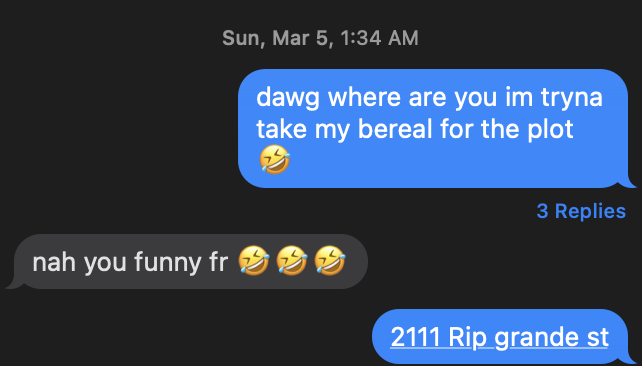 Sun, Mar 5, 1:34 AM
dawg where are you im tryna
take my bereal for the plot
🤣
3 Replies
nah you funny fr 🤣🤣🤣
2111 Rip grande st